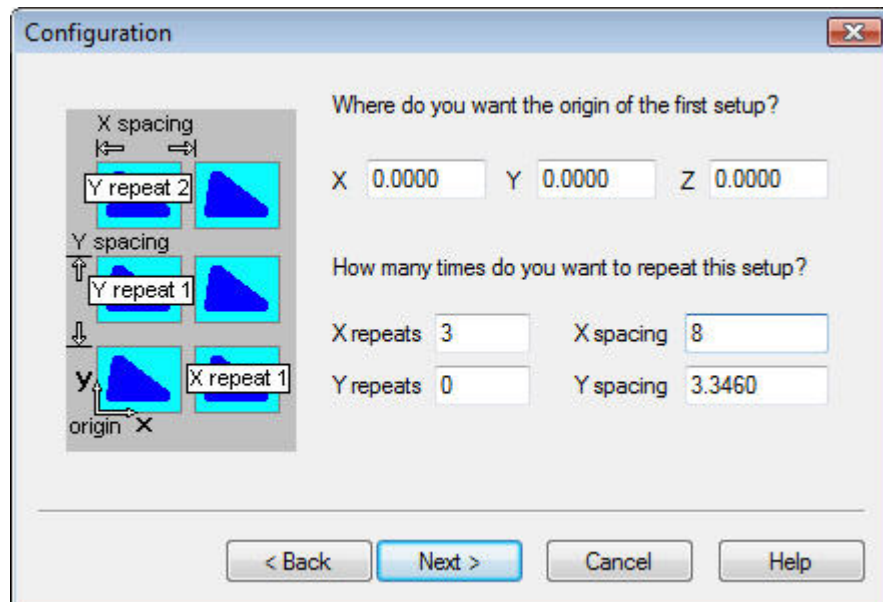 Configuration
X spacing
Y repeat 2
Y spacing
Y repeat 1
y
X repeat 1
origin X
Where do you want the origin of the first setup?
X 0.0000 Y 0.0000 Z 0.0000
How many times do you want to repeat this setup?
X repeats 3 X spacing 8
Y repeats 0 Y spacing 3.3460
< Back Next > Cancel Help